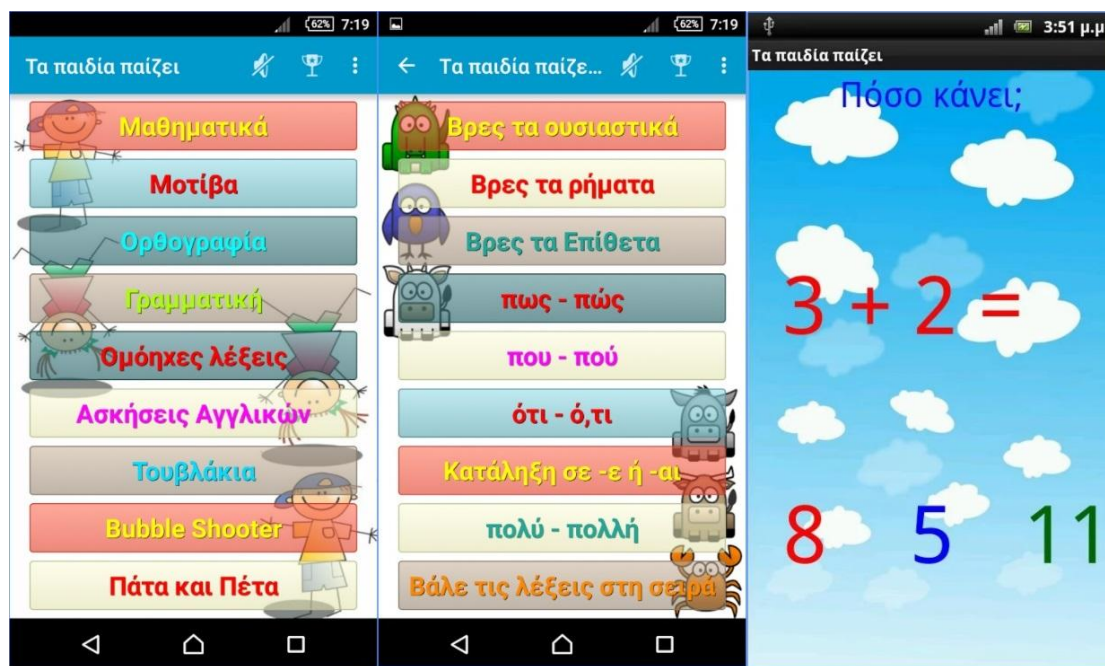 62% 7:19
Τα παιδία παίζει
Μαθηματικά
Μοτίβα
Ορθογραφία
Γραμματική
Ομόηχες λέξεις
Ασκήσεις Αγγλικών
Τουβλάκια
Bubble Shooter
Πάτα και Πέτα
62% 7:19
Τα παιδία παίζε...
Βρες τα ουσιαστικά
Βρες τα ρήματα
Βρες τα Επίθετα
πως - πώς
που - πού
ότι - ό,τι
Κατάληξη σε -ε ή -αι
πολύ - πολλή
Βάλε τις λέξεις στη σειρά
3:51 μ.μ
Τα παιδία παίζει
Πόσο κάνει;
3 + 2 =
8 5 11